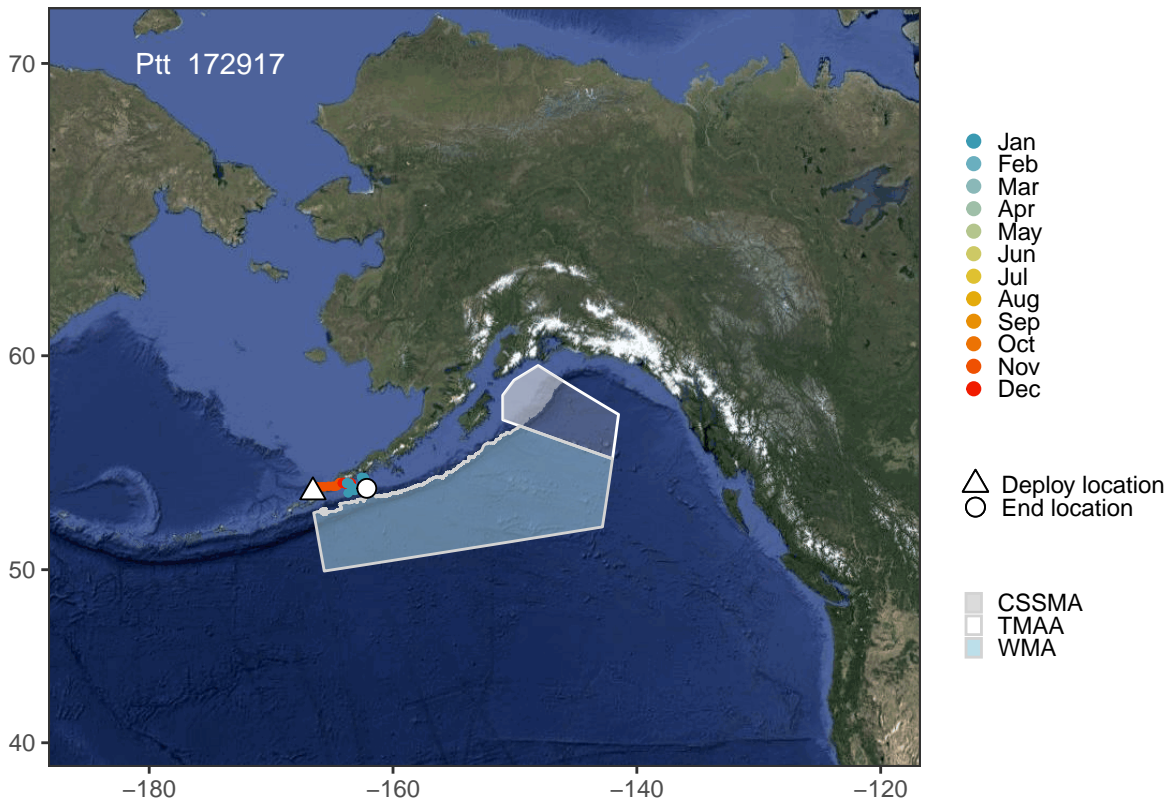 Ptt  172917
70
60
50
40
−180
−160
−140
−120
Jan
Feb
Mar
Apr
May
Jun
Jul
Aug
Sep
Oct
Nov
Dec
Deploy location
End location
CSSMA
TMAA
WMA